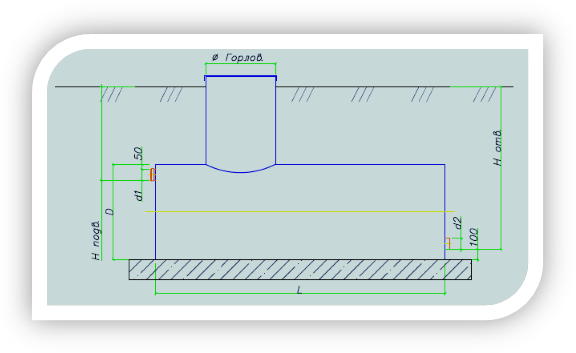 ø Горлов.
50
d1
D
Н подв.
Н отв.
d2
100
L